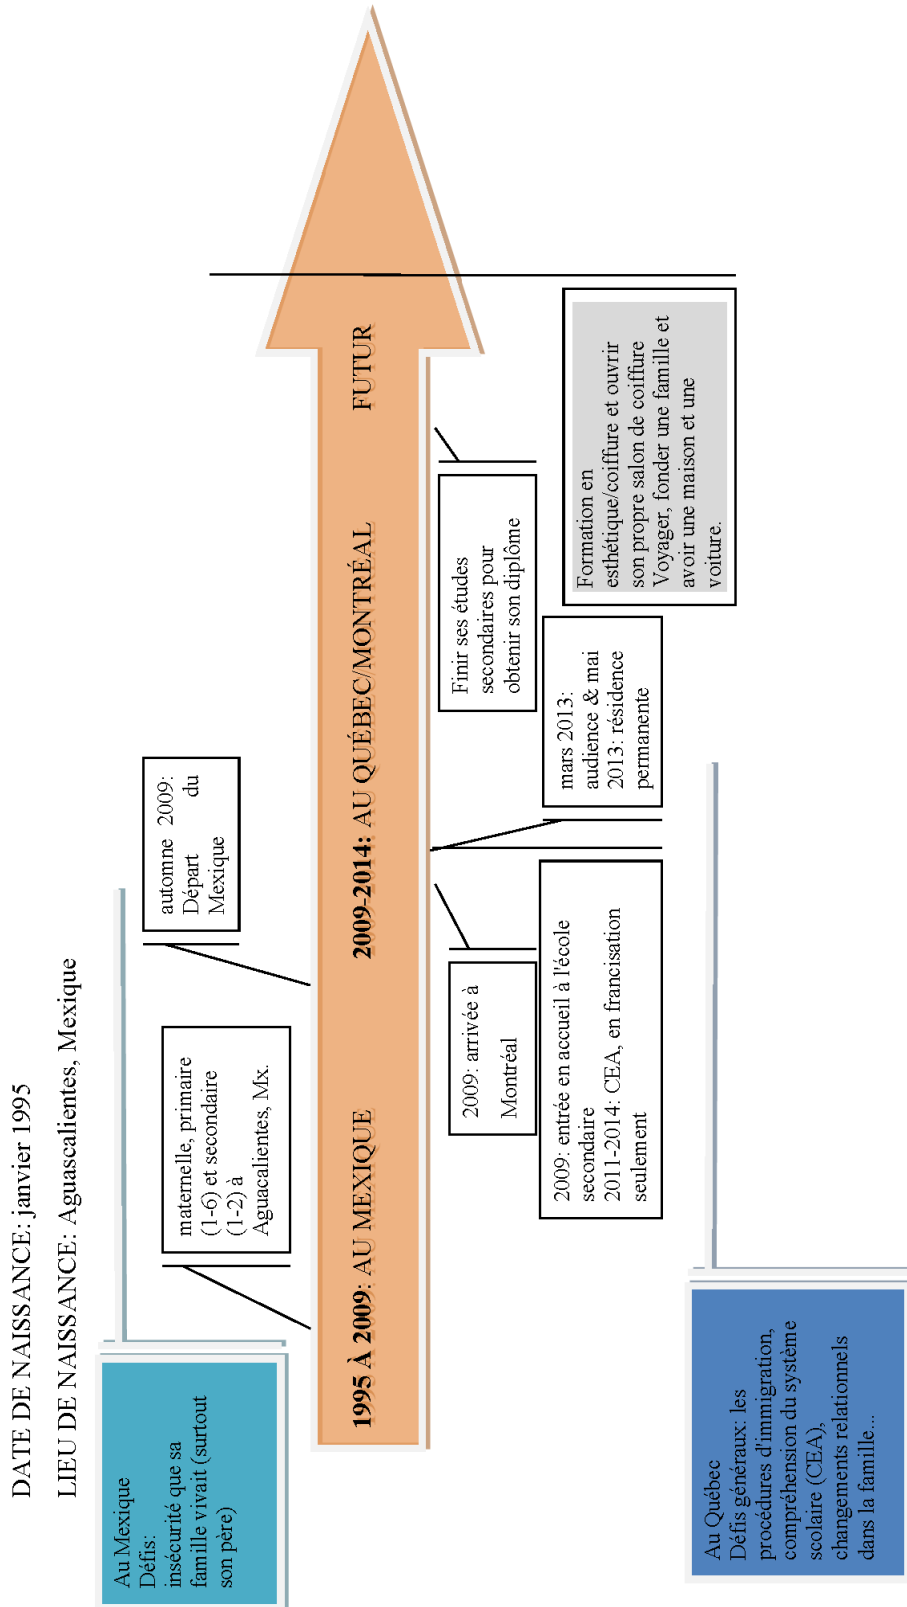 DATE DE NAISSANCE: janvier 1995
LIEU DE NAISSANCE: Aguascalientes, Mexique
Au Mexique
Défis:
insécurité que sa
famille vivait (surtout
son père)
maternelle, primaire
(1-6) et secondaire
(1-2) à
Aguacalientes, Mx.
automne 2009:
Départ du
Mexique
1995 À 2009: AU MEXIQUE
2009-2014: AU QUÉBEC/MONTRÉAL
FUTUR
2009: arrivée à
Montréal
Finir ses études
secondaires pour
obtenir son diplôme
2009: entrée en accueil à l'école
secondaire
2011-2014: CEA, en francisation
seulement
mars 2013:
audience & mai
2013: résidence
permanente
Formation en
esthétique/coiffure et ouvrir
son propre salon de coiffure
Voyager, fonder une famille et
avoir une maison et une
voiture.
Au Québec
Défis généraux: les
procédures d'immigration,
compréhension du système
scolaire (CEA),
changements relationnels
dans la famille...